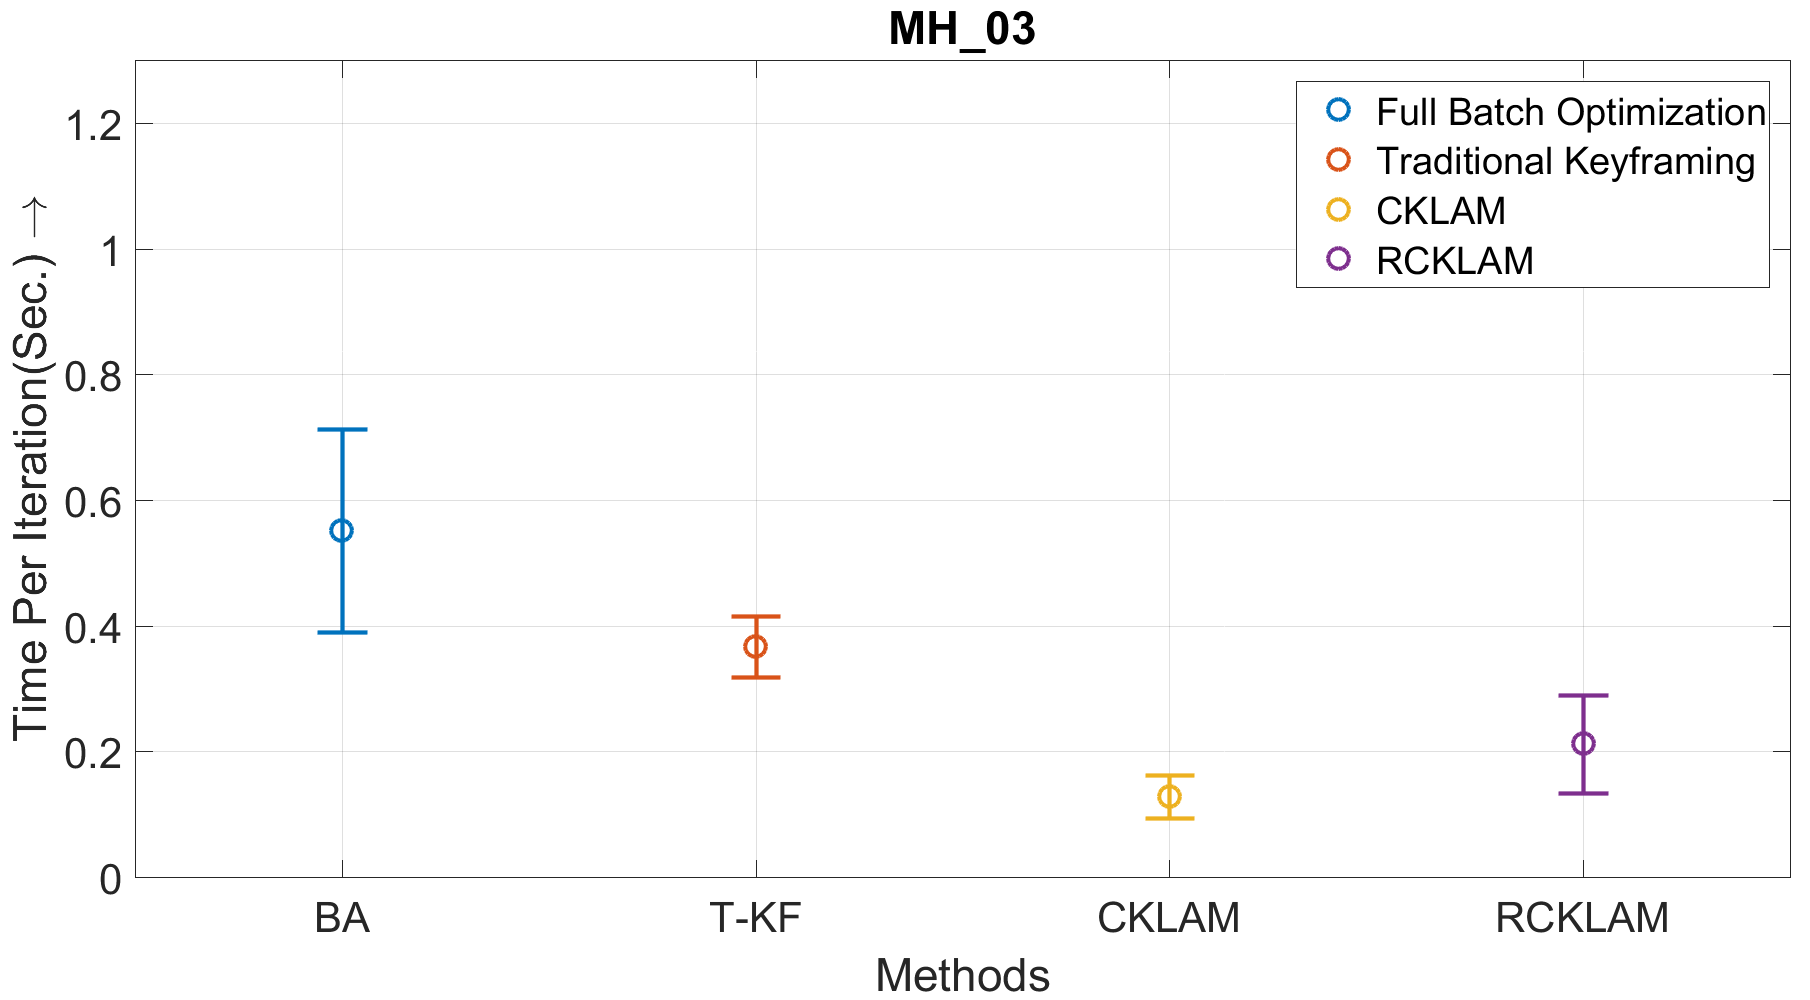 MH_03
Full Batch Optimization
Traditional Keyframing
CKLAM
RCKLAM
Time Per Iteration(Sec.) →
1.2
1
0.8
0.6
0.4
0.2
0
BA T-KF CKLAM RCKLAM
Methods